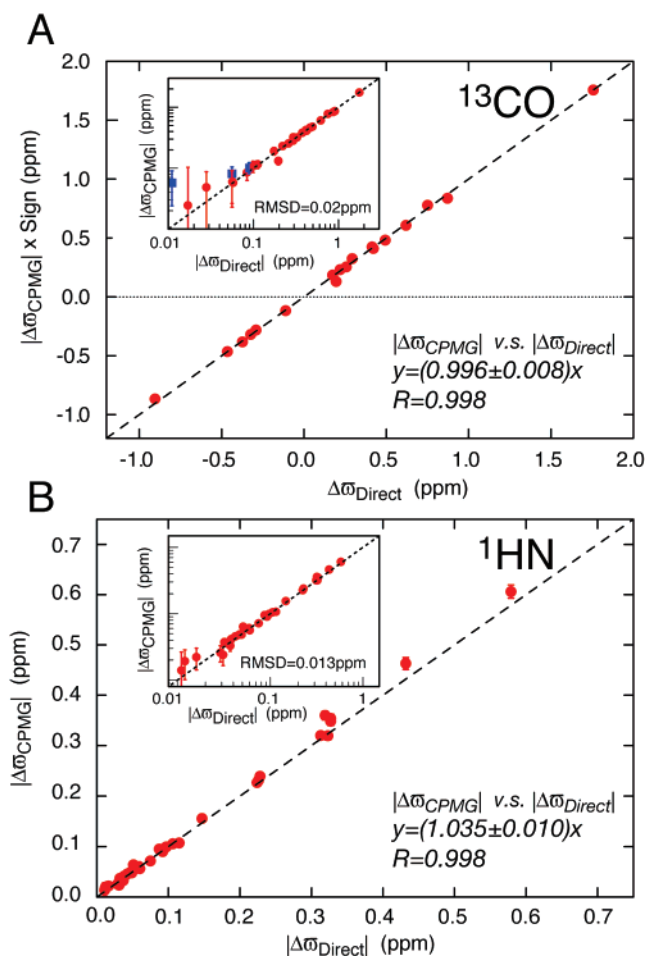 A
¹³CO
|Δϖ_CPMG| x Sign (ppm)
2.0
1.5
1.0
0.5
0.0
-0.5
-1.0
|Δϖ_CPMG| (ppm)
RMSD=0.02ppm
0.01 0.1 1
|Δϖ_Direct| (ppm)
|Δϖ_CPMG| v.s. |Δϖ_Direct|
y=(0.996±0.008)x
R=0.998
-1.0 -0.5 0.0 0.5 1.0 1.5 2.0
Δϖ_Direct (ppm)
B
¹HN
|Δϖ_CPMG| (ppm)
0.7
0.6
0.5
0.4
0.3
0.2
0.1
0.0
|Δϖ_CPMG| (ppm)
RMSD=0.013ppm
0.01 0.1 1
|Δϖ_Direct| (ppm)
|Δϖ_CPMG| v.s. |Δϖ_Direct|
y=(1.035±0.010)x
R=0.998
0.0 0.1 0.2 0.3 0.4 0.5 0.6 0.7
|Δϖ_Direct| (ppm)